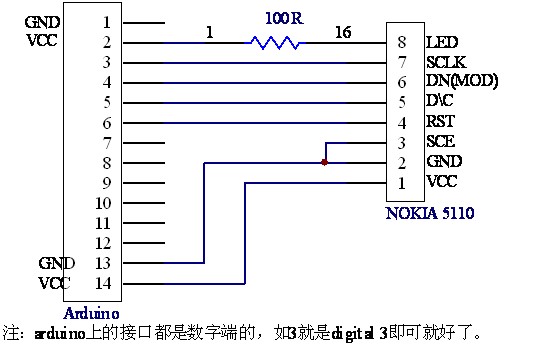 100R
GND 1
VCC 2 1 16 8 LED
3 7 SCLK
4 6 DN(MOD)
5 5 D\C
6 4 RST
7 3 SCE
8 2 GND
9 1 VCC
10
NOKIA 5110
11
12
GND 13
VCC 14
Arduino
注：arduino上的接口都是数字端的，如3就是digital 3即可就好了。